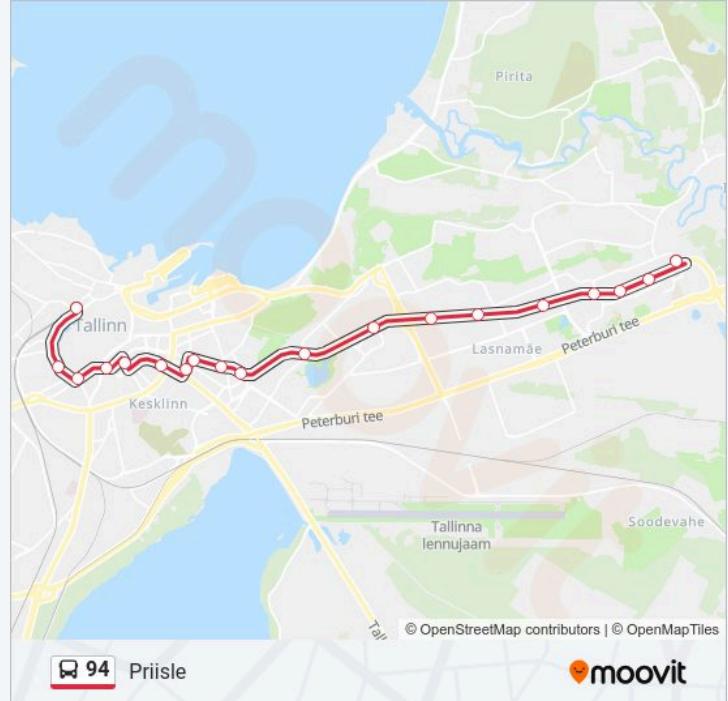 Pirita
Tallinn
Lasnamäe
Peterburi tee
Kesklinn
Peterburi tee
Soodevahe
Tallinna
lennujaam
© OpenStreetMap contributors | © OpenMapTiles
94 Priisle
moovit